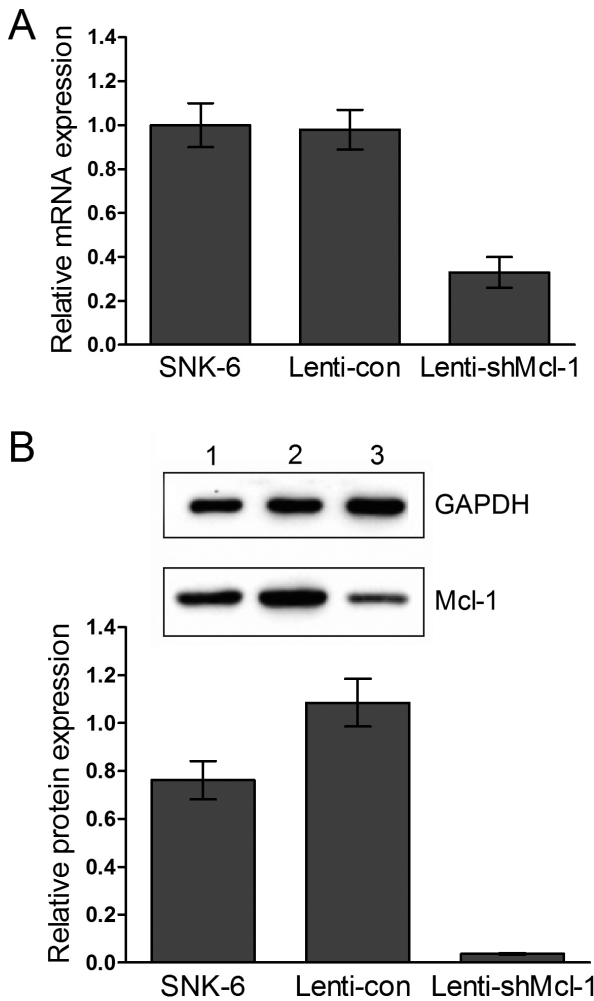 A
Relative mRNA expression
1.4
1.2
1.0
0.8
0.6
0.4
0.2
0.0
SNK-6 Lenti-con Lenti-shMcl-1
B
1 2 3
GAPDH
Mcl-1
Relative protein expression
1.4
1.2
1.0
0.8
0.6
0.4
0.2
0.0
SNK-6 Lenti-con Lenti-shMcl-1